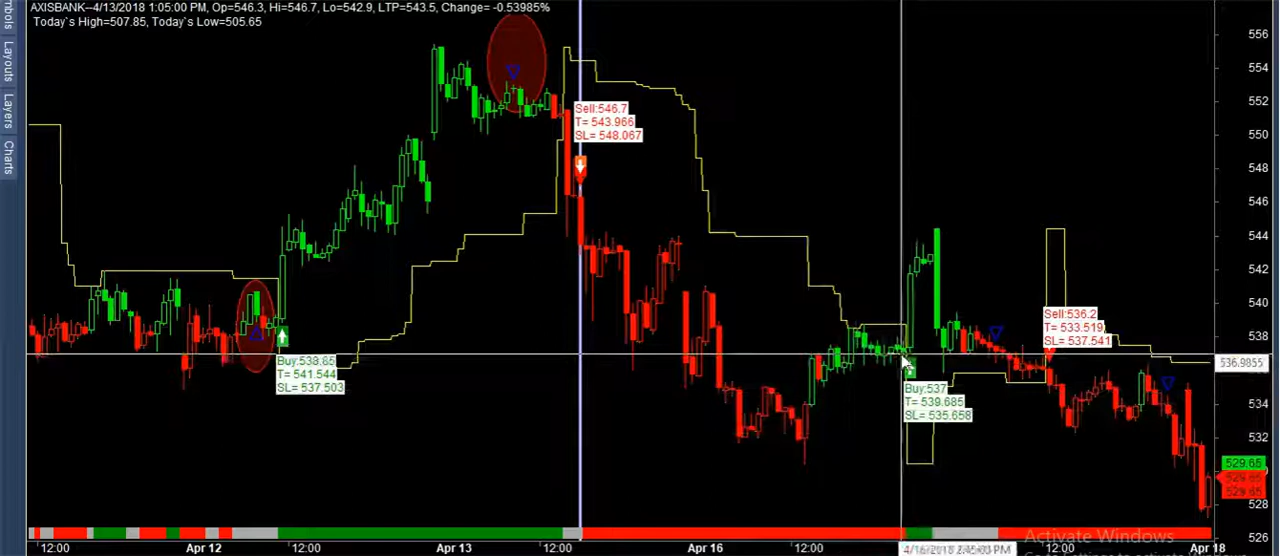 AXISBANK--4/13/2018 1:05:00 PM, Op=546.3, Hi=546.7, Lo=542.9, LTP=543.5, Change= -0.53985%
Today`s High=507.85, Today`s Low=505.65
Layouts
Layers
Charts
Sell:546.7
T= 543.966
SL= 548.067
Buy:538.85
T= 541.544
SL= 537.503
Buy:537
T= 539.685
SL= 535.658
Sell:536.2
T= 533.519
SL= 537.541
556
554
552
550
548
546
544
542
540
538
536.9855
534
532
529.65
529.65
529.65
528
526
Activate Windows
12:00
Apr 12
12:00
Apr 13
12:00
Apr 16
12:00
12:00
Apr 18